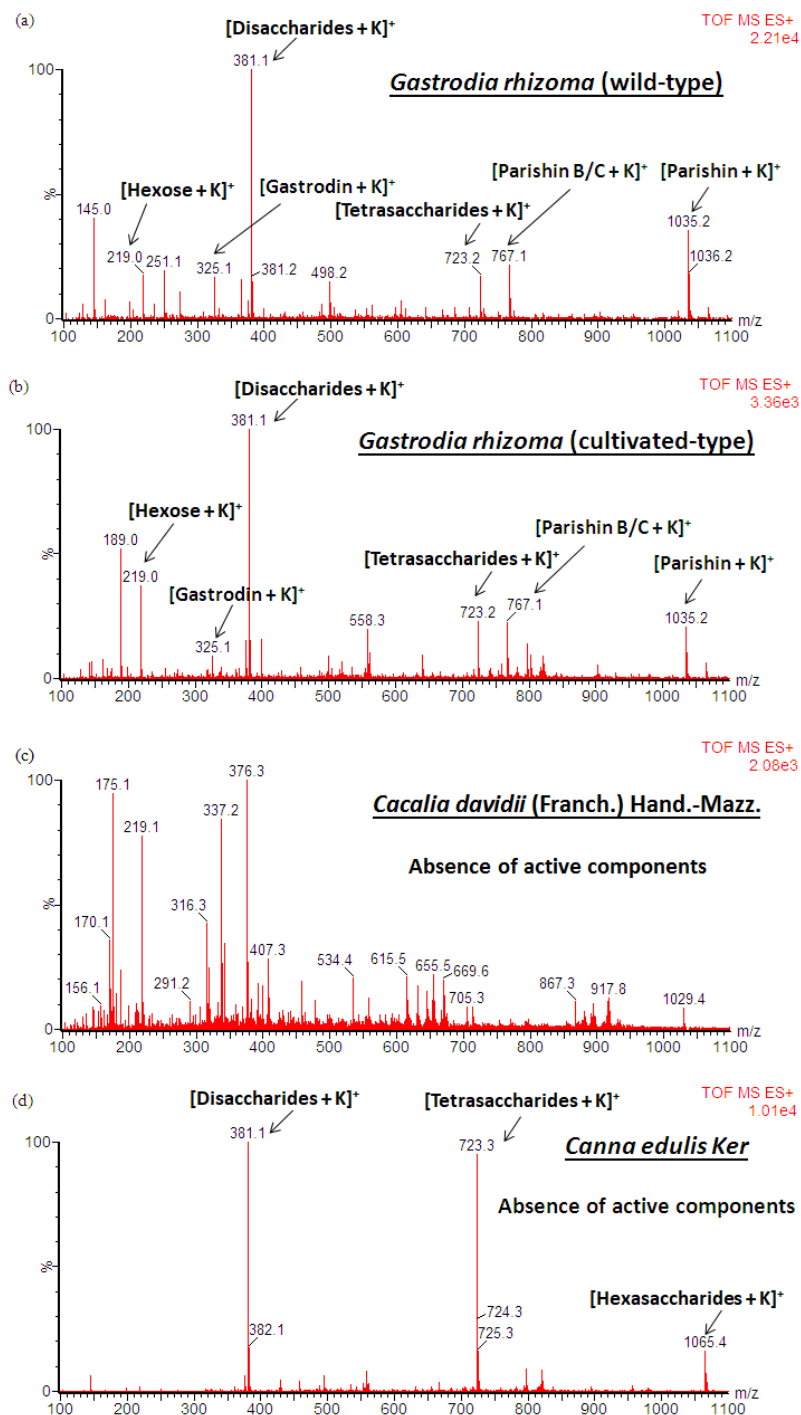 (a)
TOF MS ES+
2.21e4
[Disaccharides + K]⁺
381.1
100
Gastrodia rhizoma (wild-type)
[Hexose + K]⁺
[Gastrodin + K]⁺
[Parishin B/C + K]⁺
[Parishin + K]⁺
[Tetrasaccharides + K]⁺
%
145.0
219.0
251.1
325.1
381.2
498.2
723.2
767.1
1035.2
1036.2
0
m/z
100 200 300 400 500 600 700 800 900 1000 1100
(b)
TOF MS ES+
3.36e3
[Disaccharides + K]⁺
381.1
100
Gastrodia rhizoma (cultivated-type)
[Hexose + K]⁺
[Parishin B/C + K]⁺
[Tetrasaccharides + K]⁺
[Parishin + K]⁺
[Gastrodin + K]⁺
%
189.0
219.0
325.1
558.3
723.2
767.1
1035.2
0
m/z
100 200 300 400 500 600 700 800 900 1000 1100
(c)
TOF MS ES+
2.08e3
100
175.1
376.3
Cacalia davidii (Franch.) Hand.-Mazz.
219.1
337.2
Absence of active components
%
170.1
316.3
156.1
291.2
407.3
534.4
615.5
655.5
669.6
705.3
867.3
917.8
1029.4
0
m/z
100 200 300 400 500 600 700 800 900 1000 1100
(d)
TOF MS ES+
1.01e4
[Disaccharides + K]⁺
[Tetrasaccharides + K]⁺
100
381.1
723.3
Canna edulis Ker
Absence of active components
%
[Hexasaccharides + K]⁺
382.1
724.3
725.3
1065.4
0
m/z
100 200 300 400 500 600 700 800 900 1000 1100